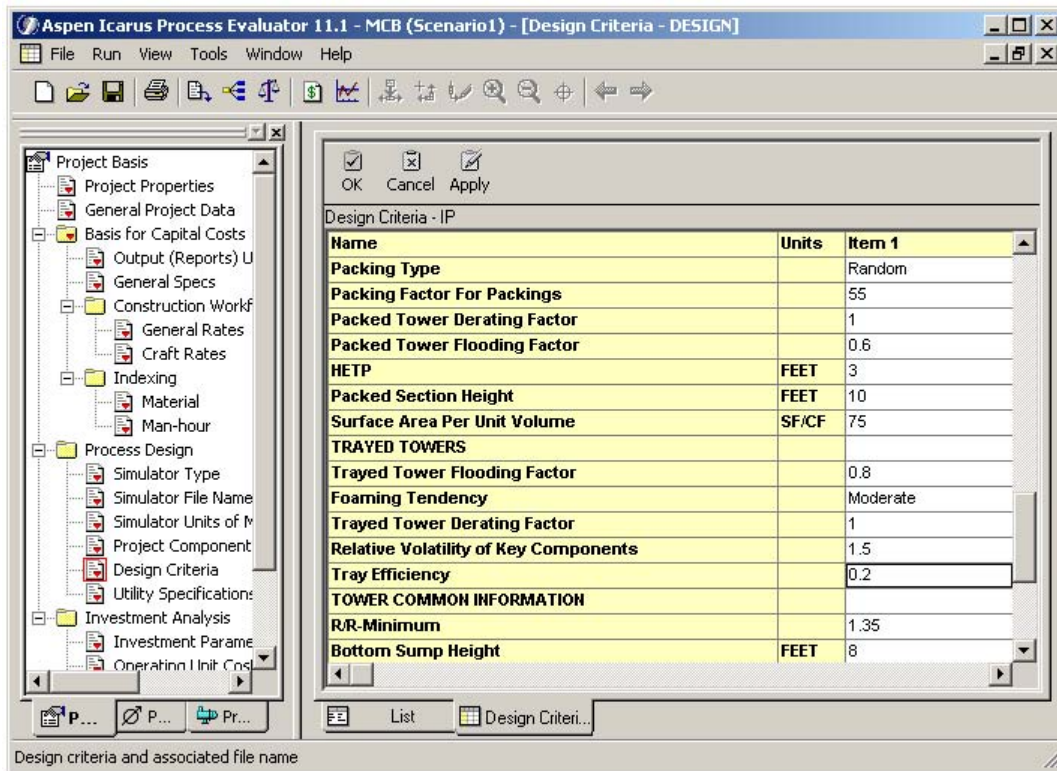 Aspen Icarus Process Evaluator 11.1 - MCB (Scenario1) - [Design Criteria - DESIGN]
File Run View Tools Window Help
Project Basis
Project Properties
General Project Data
Basis for Capital Costs
Output (Reports) U
General Specs
Construction Workf
General Rates
Craft Rates
Indexing
Material
Man-hour
Process Design
Simulator Type
Simulator File Name
Simulator Units of M
Project Component
Design Criteria
Utility Specifications
Investment Analysis
Investment Parame
Operating Unit Cost
P... P... Pr...
OK Cancel Apply
Design Criteria - IP
Name Units Item 1
Packing Type Random
Packing Factor For Packings 55
Packed Tower Derating Factor 1
Packed Tower Flooding Factor 0.6
HETP FEET 3
Packed Section Height FEET 10
Surface Area Per Unit Volume SF/CF 75
TRAYED TOWERS
Trayed Tower Flooding Factor 0.8
Foaming Tendency Moderate
Trayed Tower Derating Factor 1
Relative Volatility of Key Components 1.5
Tray Efficiency 0.2
TOWER COMMON INFORMATION
R/R-Minimum 1.35
Bottom Sump Height FEET 8
List Design Criteri...
Design criteria and associated file name